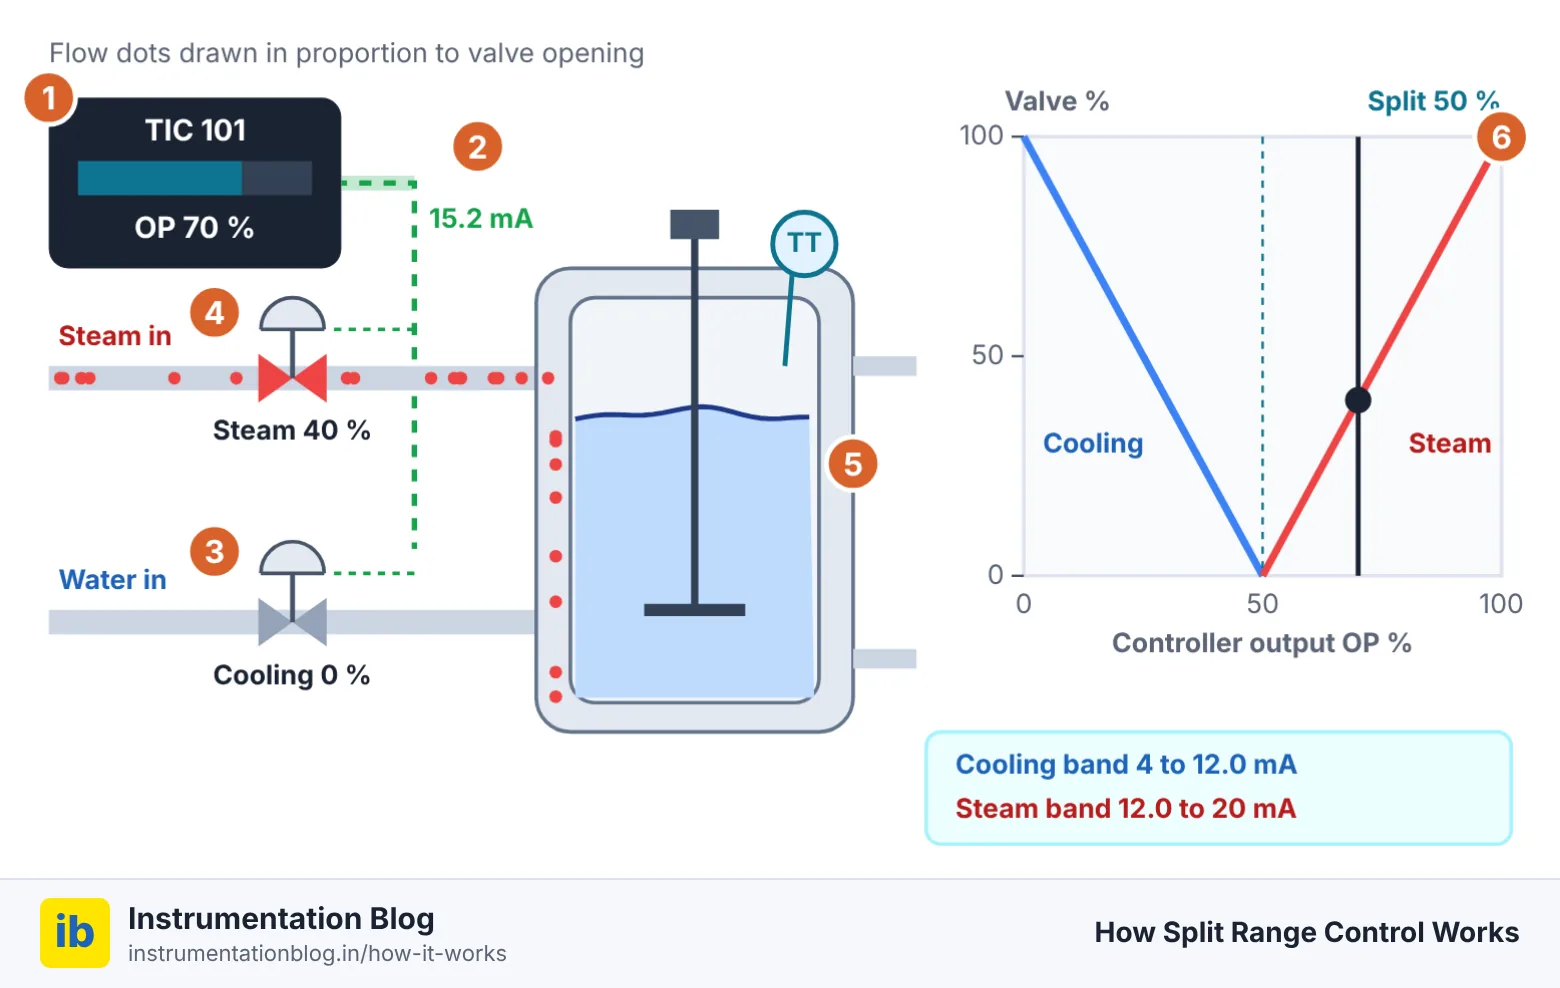 Flow dots drawn in proportion to valve opening
1
TIC 101
OP 70 %
2
15.2 mA
4
Steam in
Steam 40 %
3
Water in
Cooling 0 %
TT
5
Valve %
Split 50 %
6
100
50
0
Cooling
Steam
0 50 100
Controller output OP %
Cooling band 4 to 12.0 mA
Steam band 12.0 to 20 mA
ib
Instrumentation Blog
instrumentationblog.in/how-it-works
How Split Range Control Works